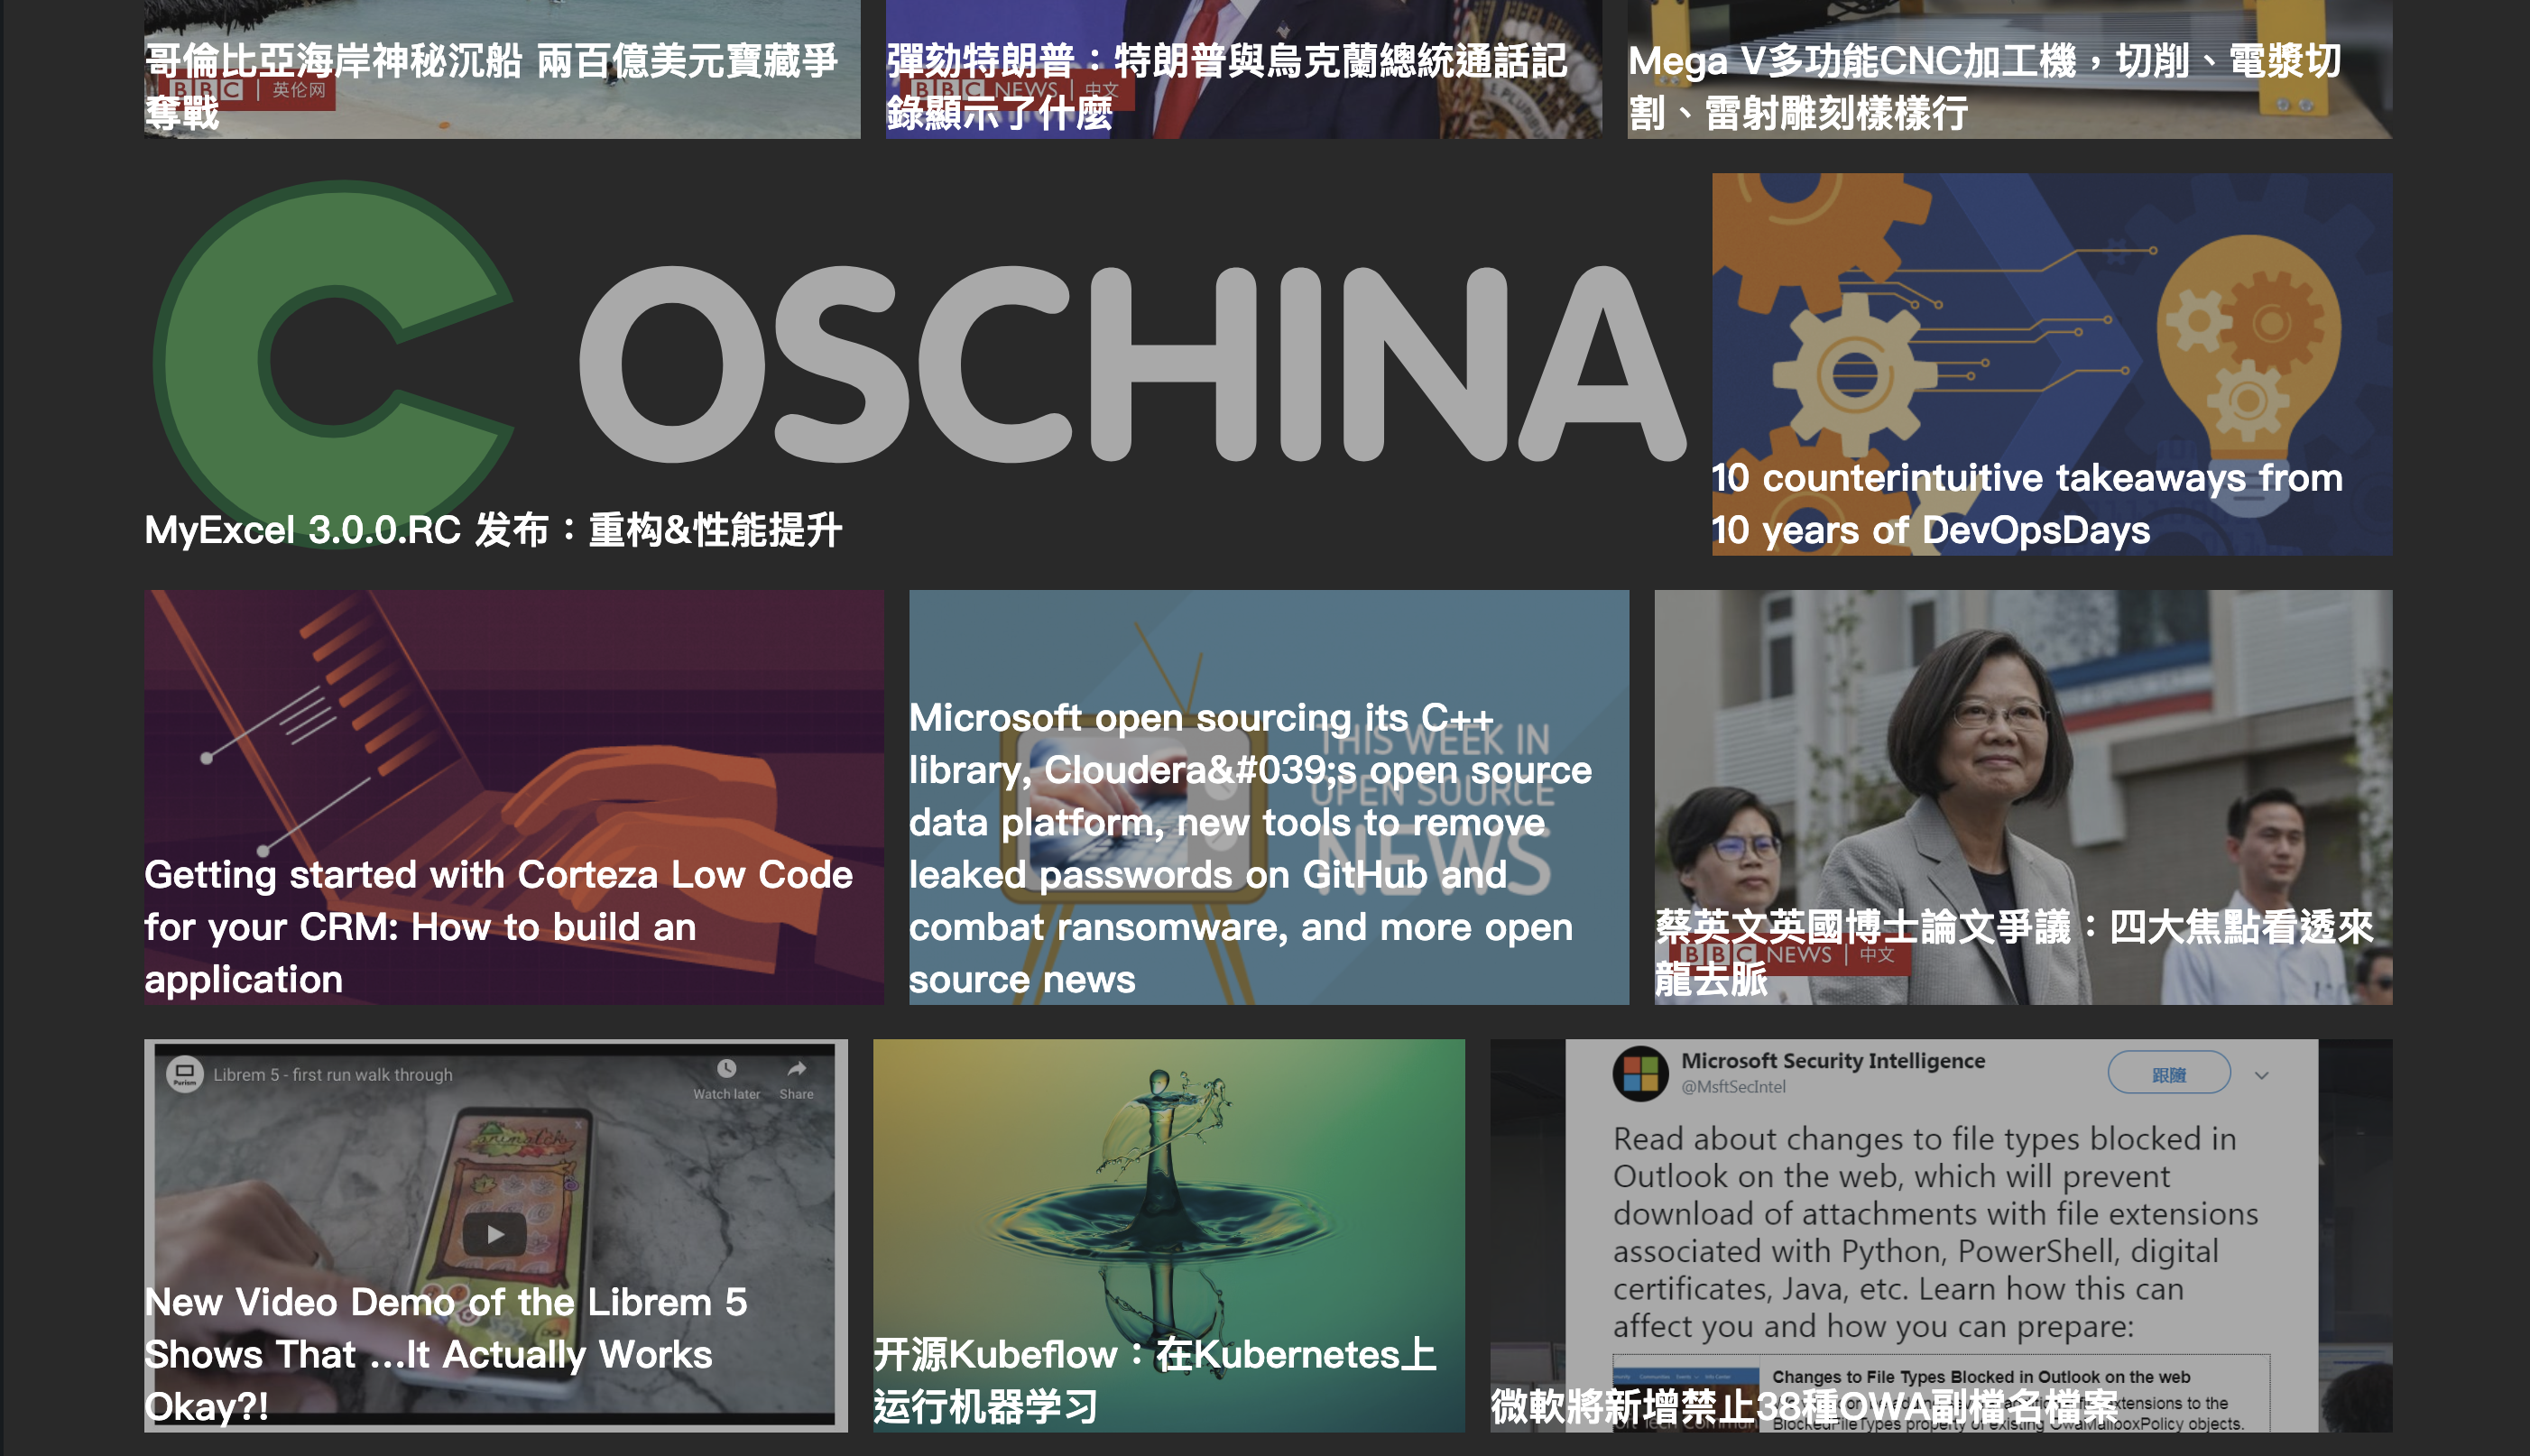 哥倫比亞海岸神秘沉船 兩百億美元寶藏爭
奪戰
BBC | 英伦网
彈劾特朗普：特朗普與烏克蘭總統通話記
錄顯示了什麼
BBC NEWS | 中文
Mega V多功能CNC加工機，切削、電漿切
割、雷射雕刻樣樣行
OSCHINA
MyExcel 3.0.0.RC 发布：重构&性能提升
10 counterintuitive takeaways from
10 years of DevOpsDays
Getting started with Corteza Low Code
for your CRM: How to build an
application
THIS WEEK IN
OPEN SOURCE
NEWS
Microsoft open sourcing its C++
library, Cloudera&#039;s open source
data platform, new tools to remove
leaked passwords on GitHub and
combat ransomware, and more open
source news
蔡英文英國博士論文爭議：四大焦點看透來
龍去脈
BBC NEWS | 中文
Purism
Librem 5 - first run walk through
Watch later
Share
animatch
New Video Demo of the Librem 5
Shows That …It Actually Works
Okay?!
开源Kubeflow：在Kubernetes上
运行机器学习
Microsoft Security Intelligence
@MsftSecIntel
跟隨
Read about changes to file types blocked in
Outlook on the web, which will prevent
download of attachments with file extensions
associated with Python, PowerShell, digital
certificates, Java, etc. Learn how this can
affect you and how you can prepare:
Changes to File Types Blocked in Outlook on the web
extensions to the
BlockedFileTypes property of existing OwaMailboxPolicy objects.
微軟將新增禁止38種OWA副檔名檔案